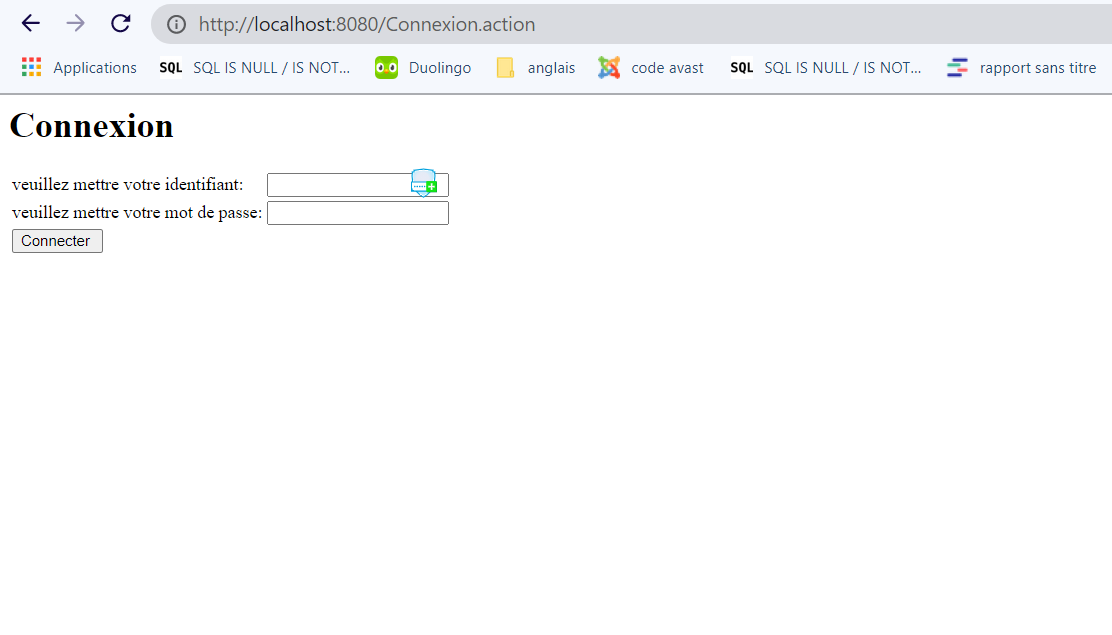 http://localhost:8080/Connexion.action
Applications SQL SQL IS NULL / IS NOT... Duolingo anglais code avast SQL SQL IS NULL / IS NOT... rapport sans titre
Connexion
veuillez mettre votre identifiant:
veuillez mettre votre mot de passe:
Connecter